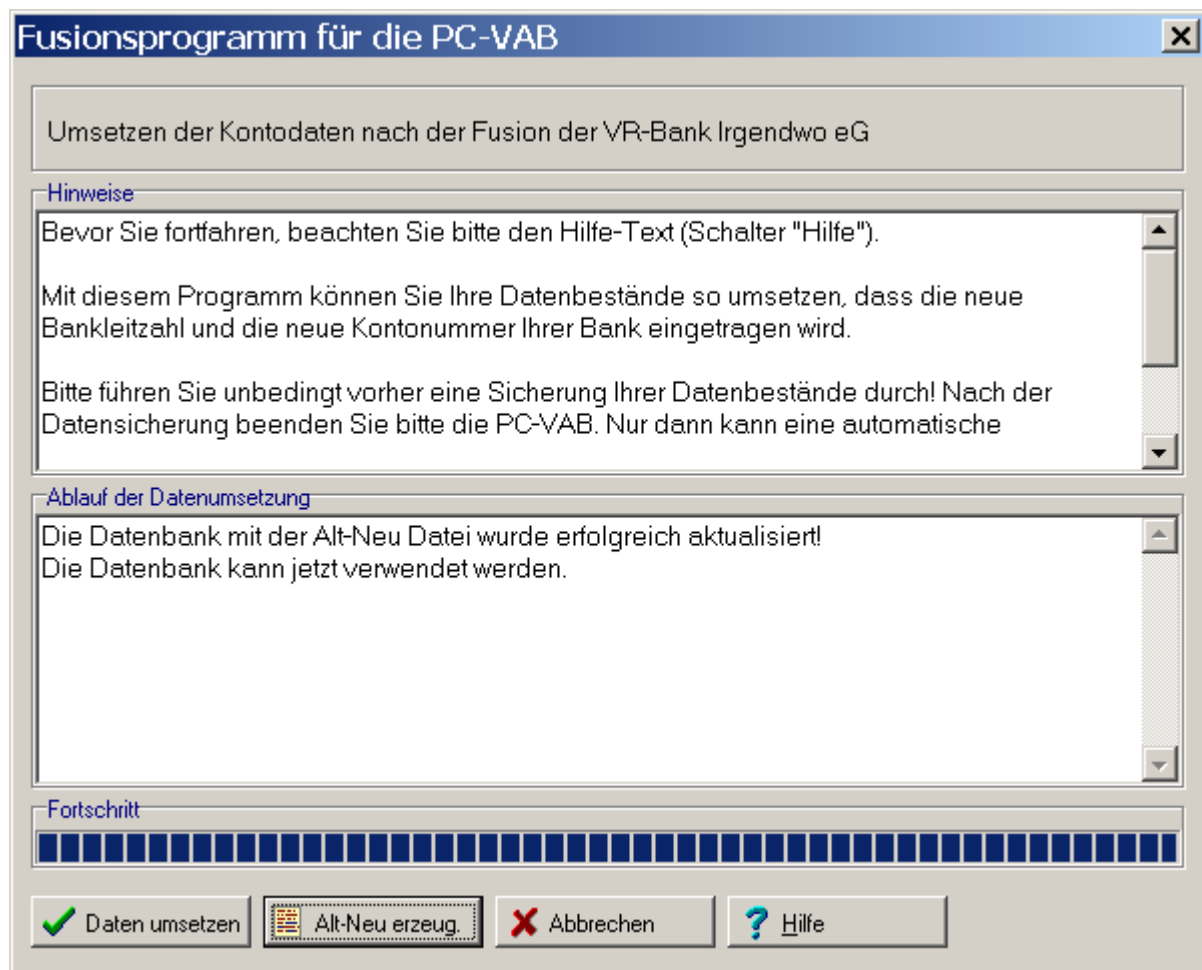 Fusionsprogramm für die PC-VAB
Umsetzen der Kontodaten nach der Fusion der VR-Bank Irgendwo eG
Hinweise
Bevor Sie fortfahren, beachten Sie bitte den Hilfe-Text (Schalter "Hilfe").
Mit diesem Programm können Sie Ihre Datenbestände so umsetzen, dass die neue
Bankleitzahl und die neue Kontonummer Ihrer Bank eingetragen wird.
Bitte führen Sie unbedingt vorher eine Sicherung Ihrer Datenbestände durch! Nach der
Datensicherung beenden Sie bitte die PC-VAB. Nur dann kann eine automatische
Ablauf der Datenumsetzung
Die Datenbank mit der Alt-Neu Datei wurde erfolgreich aktualisiert!
Die Datenbank kann jetzt verwendet werden.
Fortschritt
Daten umsetzen Alt-Neu erzeug. Abbrechen Hilfe